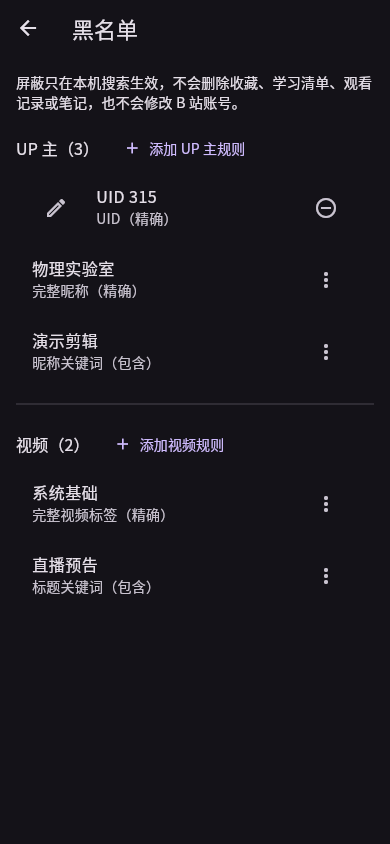 黑名单
屏蔽只在本机搜索生效，不会删除收藏、学习清单、观看
记录或笔记，也不会修改 B 站账号。
UP 主（3）
添加 UP 主规则
UID 315
UID（精确）
物理实验室
完整昵称（精确）
演示剪辑
昵称关键词（包含）
视频（2）
添加视频规则
系统基础
完整视频标签（精确）
直播预告
标题关键词（包含）